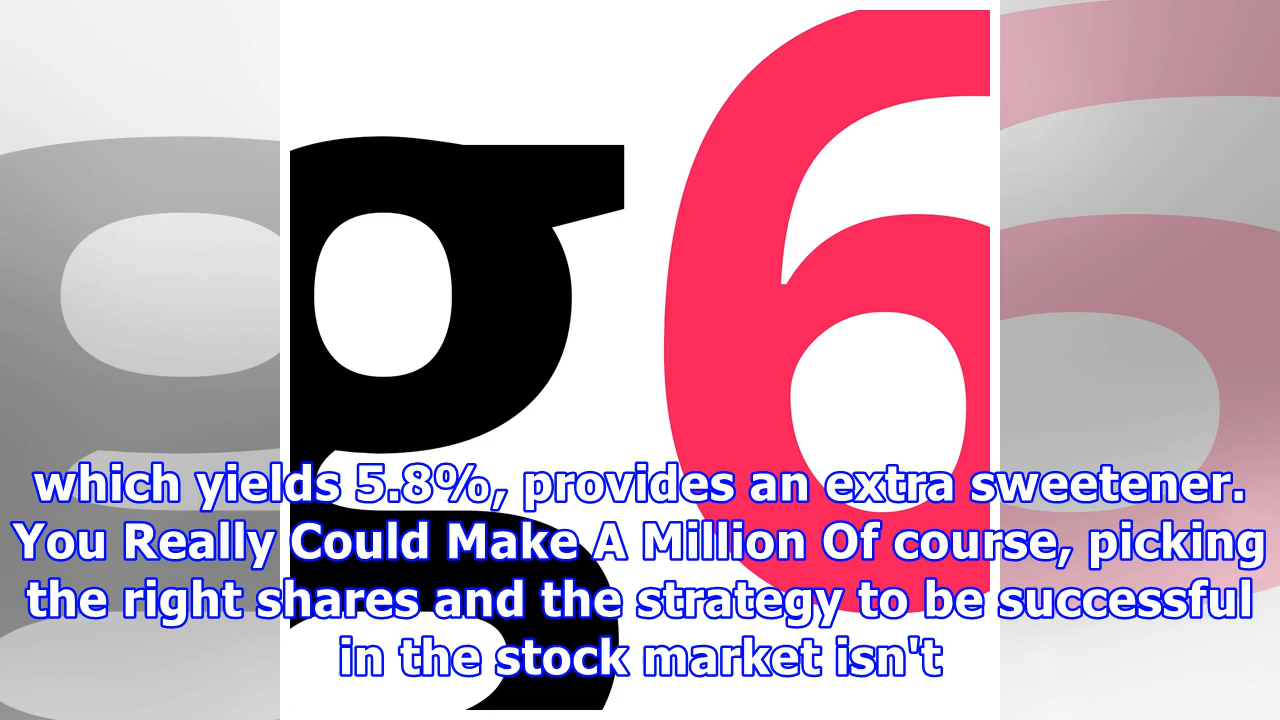 g6
which yields 5.8%, provides an extra sweetener.
You Really Could Make A Million Of course, picking
the right shares and the strategy to be successful
in the stock market isn't